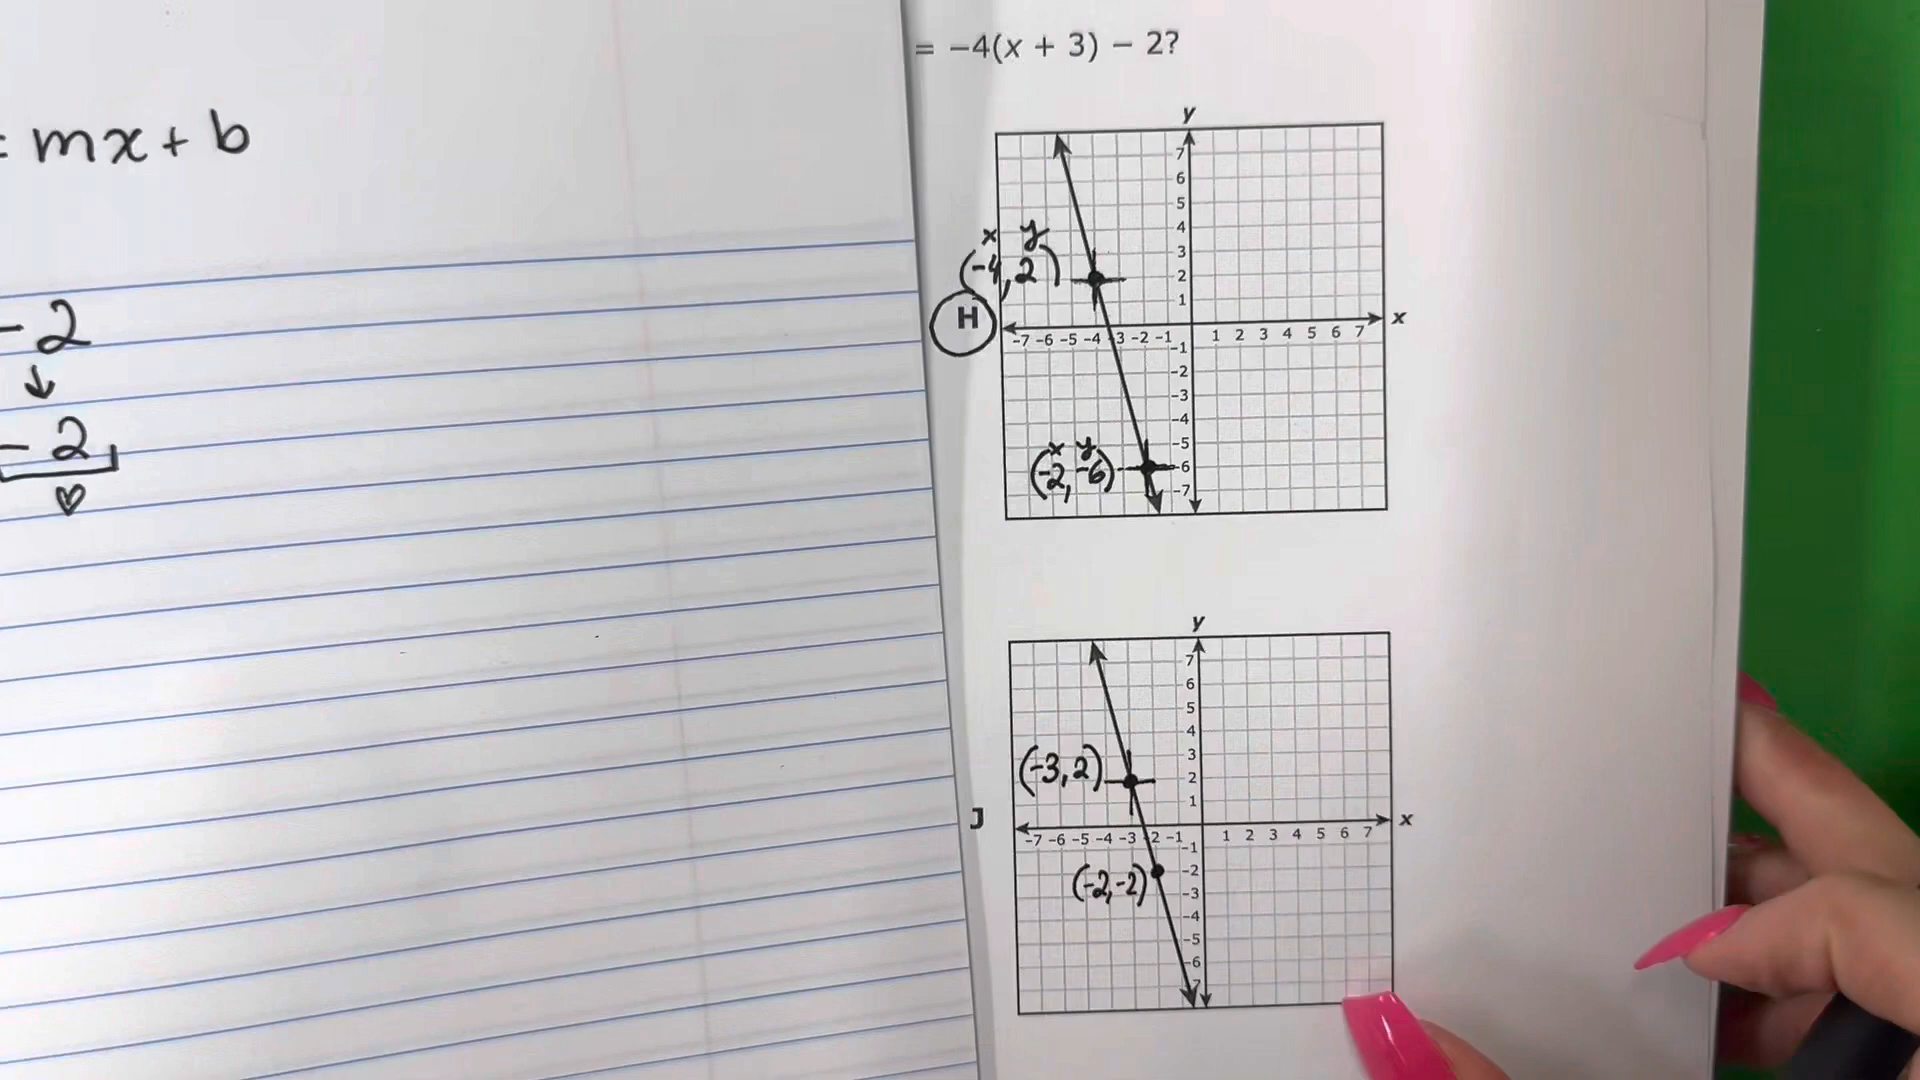 = mx + b
-2
- 2
= −4(x + 3) − 2?
y
7
6
5
4
3
2
1
x y
(-4, 2)
H
x
-7 -6 -5 -4 -3 -2 -1 1 2 3 4 5 6 7
-1
-2
-3
-4
-5
-6
-7
x y
(-2, -6)
y
7
6
5
4
3
2
1
(-3, 2)
J
x
-7 -6 -5 -4 -3 -2 -1 1 2 3 4 5 6 7
-1
-2
-3
-4
-5
-6
-7
(-2, -2)